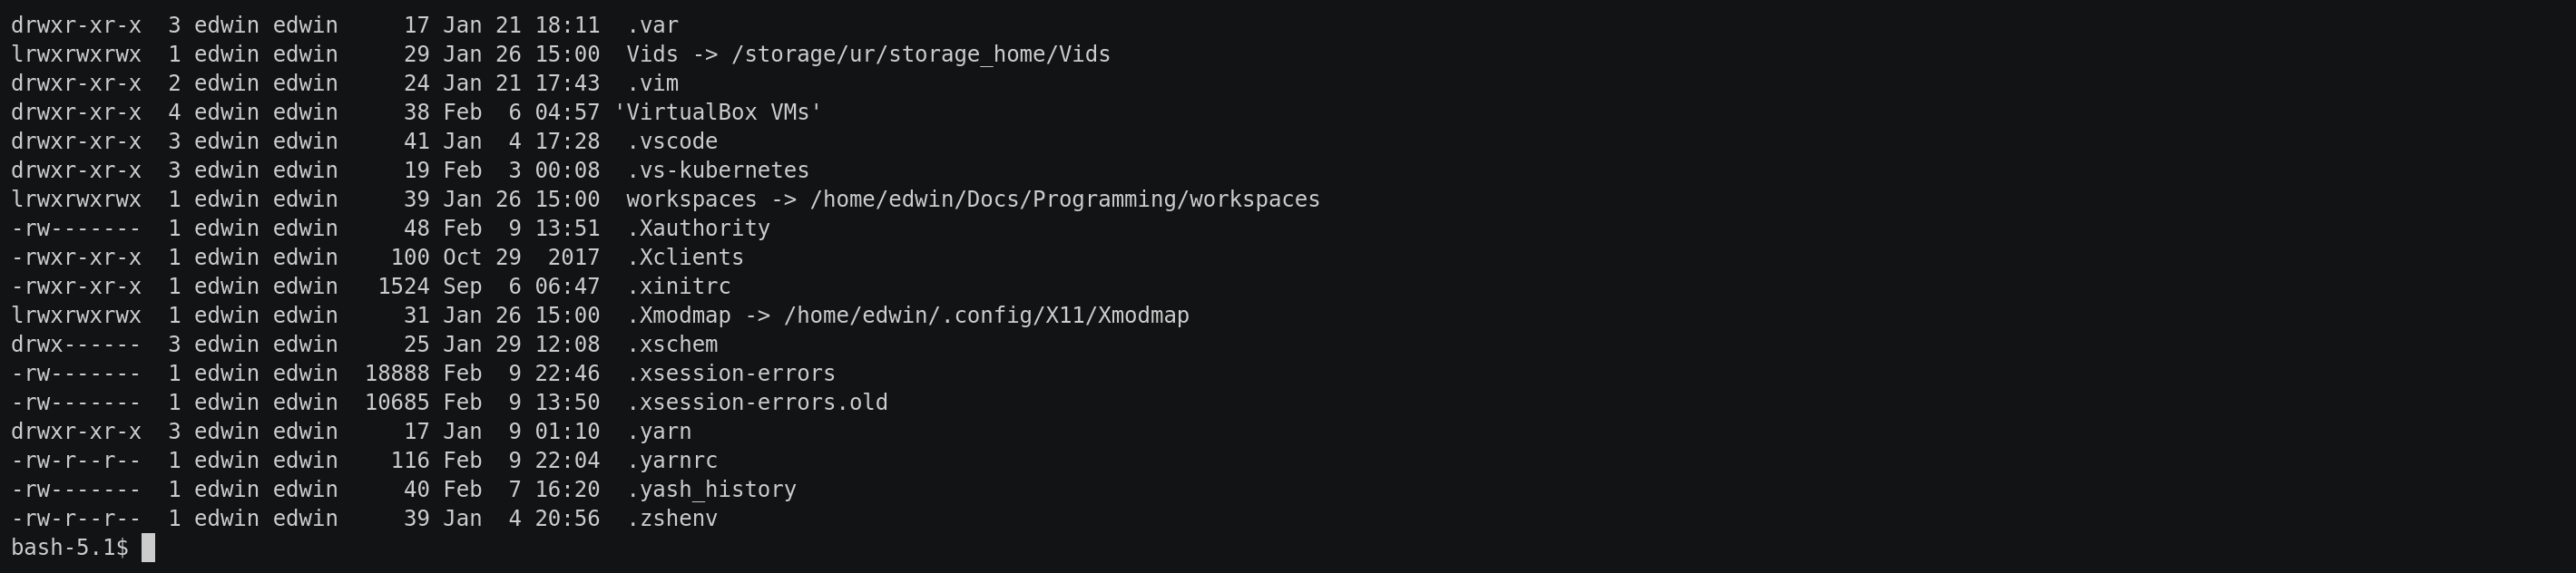 drwxr-xr-x  3 edwin edwin     17 Jan 21 18:11  .var
lrwxrwxrwx  1 edwin edwin     29 Jan 26 15:00  Vids -> /storage/ur/storage_home/Vids
drwxr-xr-x  2 edwin edwin     24 Jan 21 17:43  .vim
drwxr-xr-x  4 edwin edwin     38 Feb  6 04:57 'VirtualBox VMs'
drwxr-xr-x  3 edwin edwin     41 Jan  4 17:28  .vscode
drwxr-xr-x  3 edwin edwin     19 Feb  3 00:08  .vs-kubernetes
lrwxrwxrwx  1 edwin edwin     39 Jan 26 15:00  workspaces -> /home/edwin/Docs/Programming/workspaces
-rw-------  1 edwin edwin     48 Feb  9 13:51  .Xauthority
-rwxr-xr-x  1 edwin edwin    100 Oct 29  2017  .Xclients
-rwxr-xr-x  1 edwin edwin   1524 Sep  6 06:47  .xinitrc
lrwxrwxrwx  1 edwin edwin     31 Jan 26 15:00  .Xmodmap -> /home/edwin/.config/X11/Xmodmap
drwx------  3 edwin edwin     25 Jan 29 12:08  .xschem
-rw-------  1 edwin edwin  18888 Feb  9 22:46  .xsession-errors
-rw-------  1 edwin edwin  10685 Feb  9 13:50  .xsession-errors.old
drwxr-xr-x  3 edwin edwin     17 Jan  9 01:10  .yarn
-rw-r--r--  1 edwin edwin    116 Feb  9 22:04  .yarnrc
-rw-------  1 edwin edwin     40 Feb  7 16:20  .yash_history
-rw-r--r--  1 edwin edwin     39 Jan  4 20:56  .zshenv
bash-5.1$